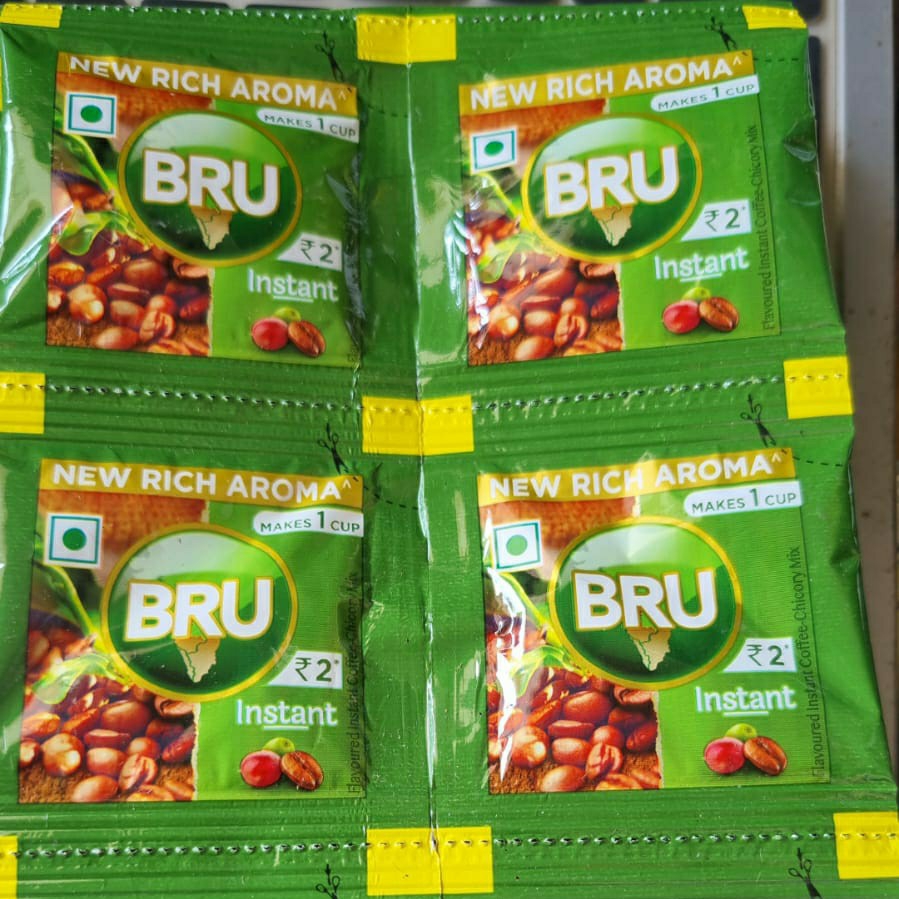 NEW RICH AROMA^
MAKES 1 CUP
BRU
₹2*
Instant
NEW RICH AROMA^
MAKES 1 CUP
BRU
₹2*
Instant
Flavoured Instant Coffee-Chicory Mix
NEW RICH AROMA^
MAKES 1 CUP
BRU
₹2*
Instant
Flavoured Instant Coffee-Chicory Mix
NEW RICH AROMA^
MAKES 1 CUP
BRU
₹2*
Instant
Flavoured Instant Coffee-Chicory Mix